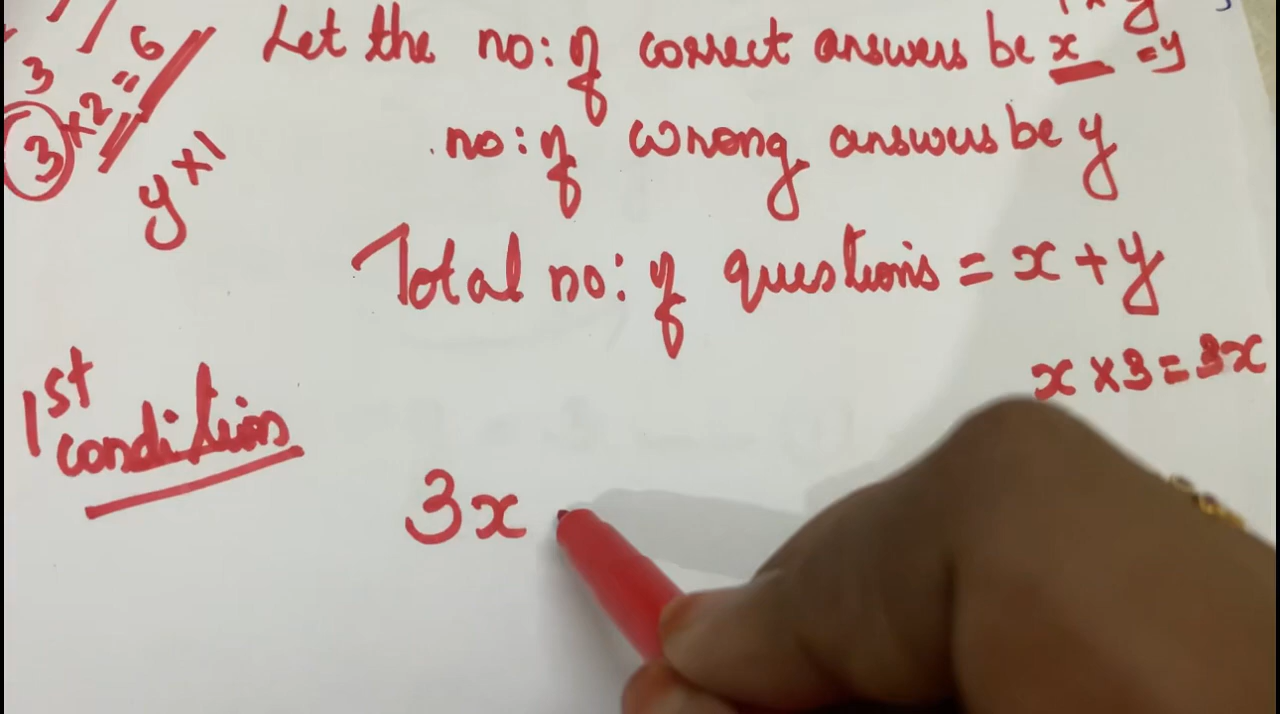 Let the no: of correct answers be x
= y
3
3 × 2 = 6
no: of wrong answers be y
y × 1
Total no: of questions = x + y
x × 3 = 3x
1st condition
3x